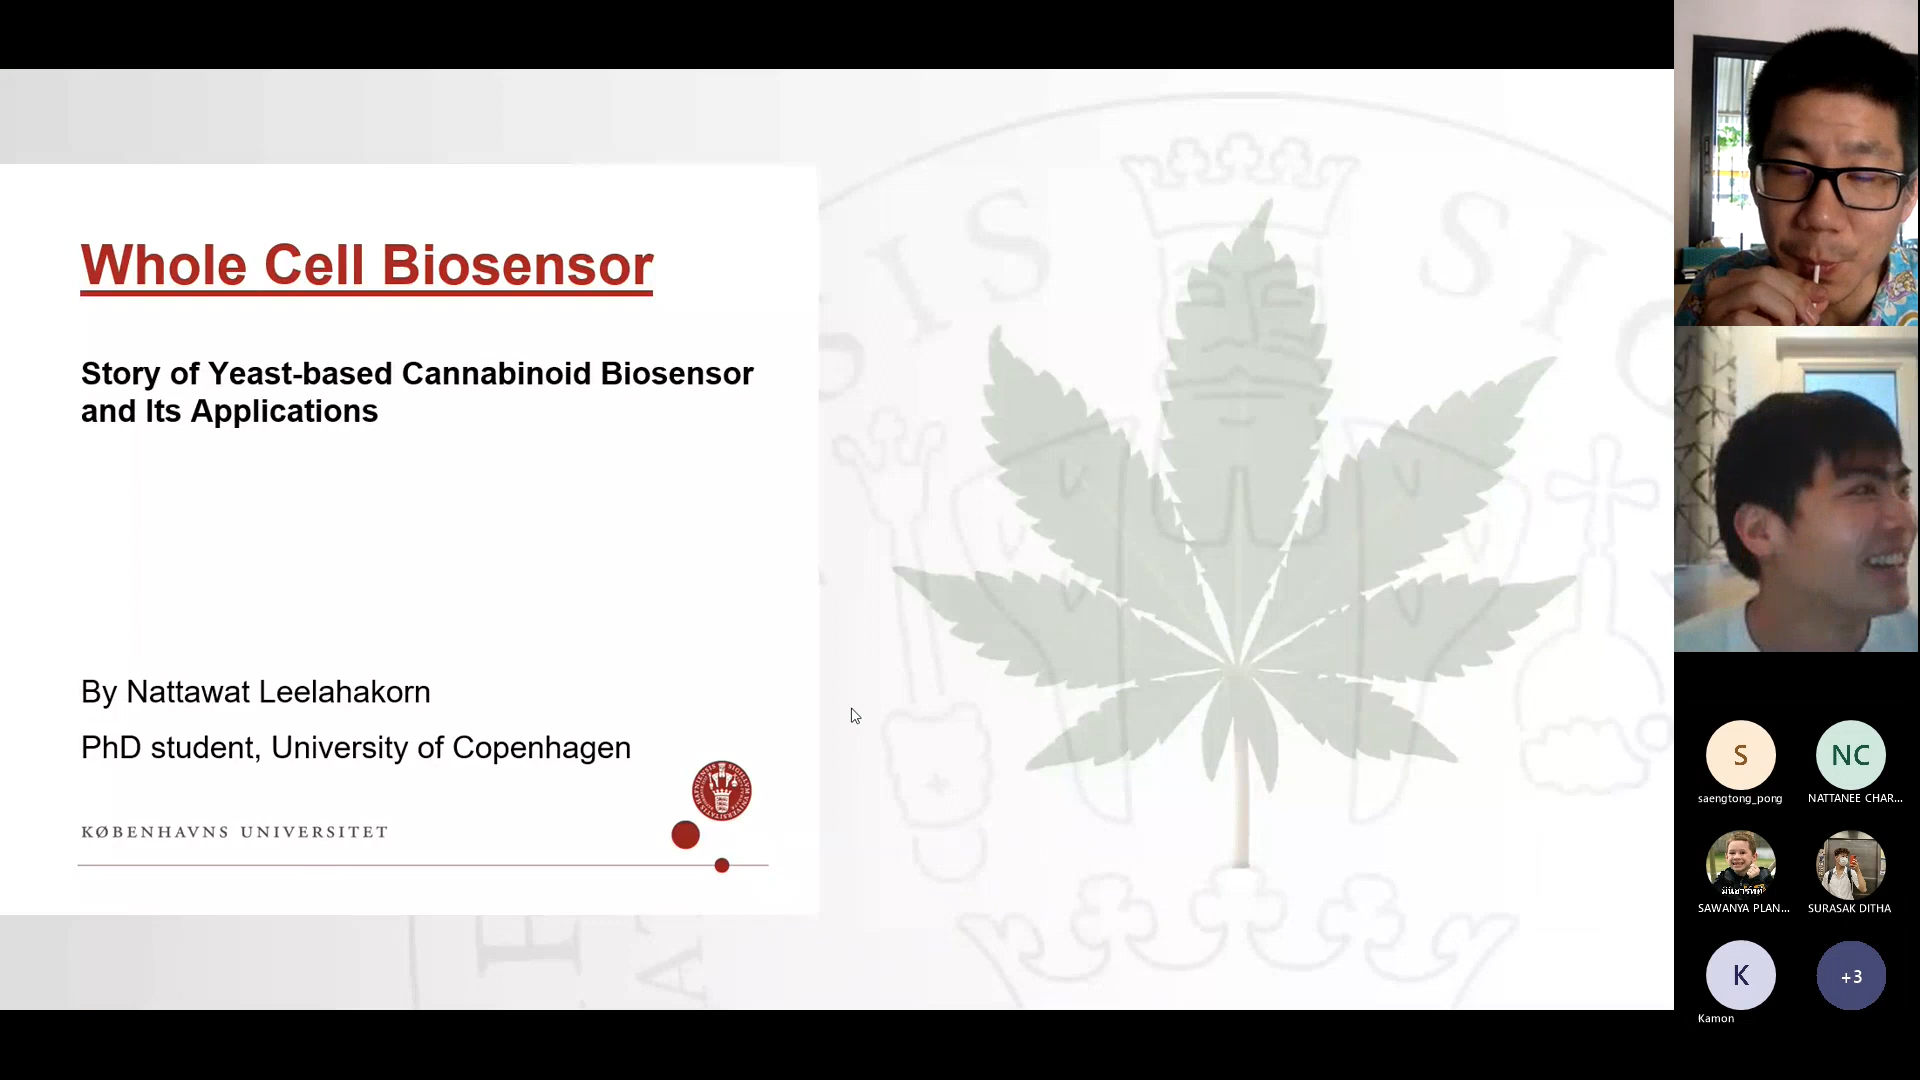 Whole Cell Biosensor
Story of Yeast-based Cannabinoid Biosensor
and Its Applications
By Nattawat Leelahakorn
PhD student, University of Copenhagen
KØBENHAVNS UNIVERSITET
S
saengtong_pong
NC
NATTANEE CHAR...
SAWANYA PLAN...
SURASAK DITHA
K
Kamon
+3